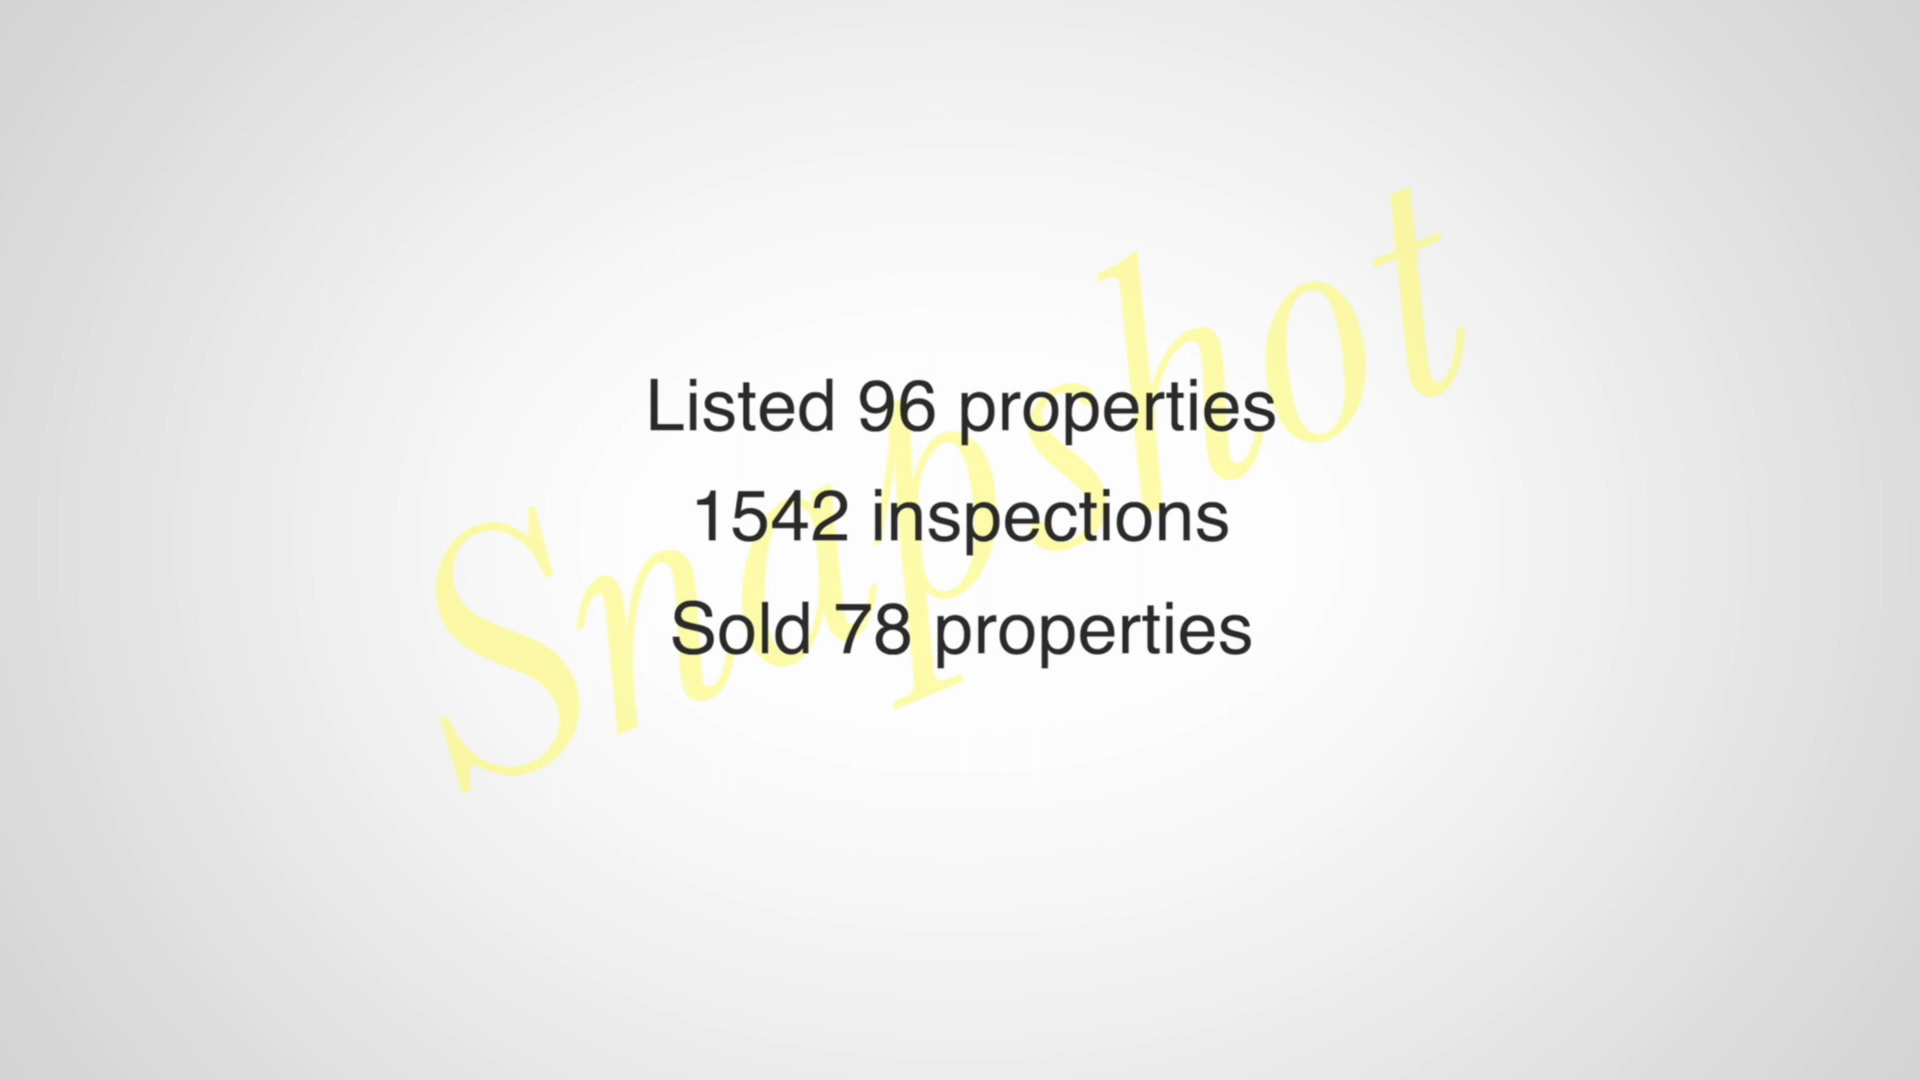 Snapshot
Listed 96 properties
1542 inspections
Sold 78 properties